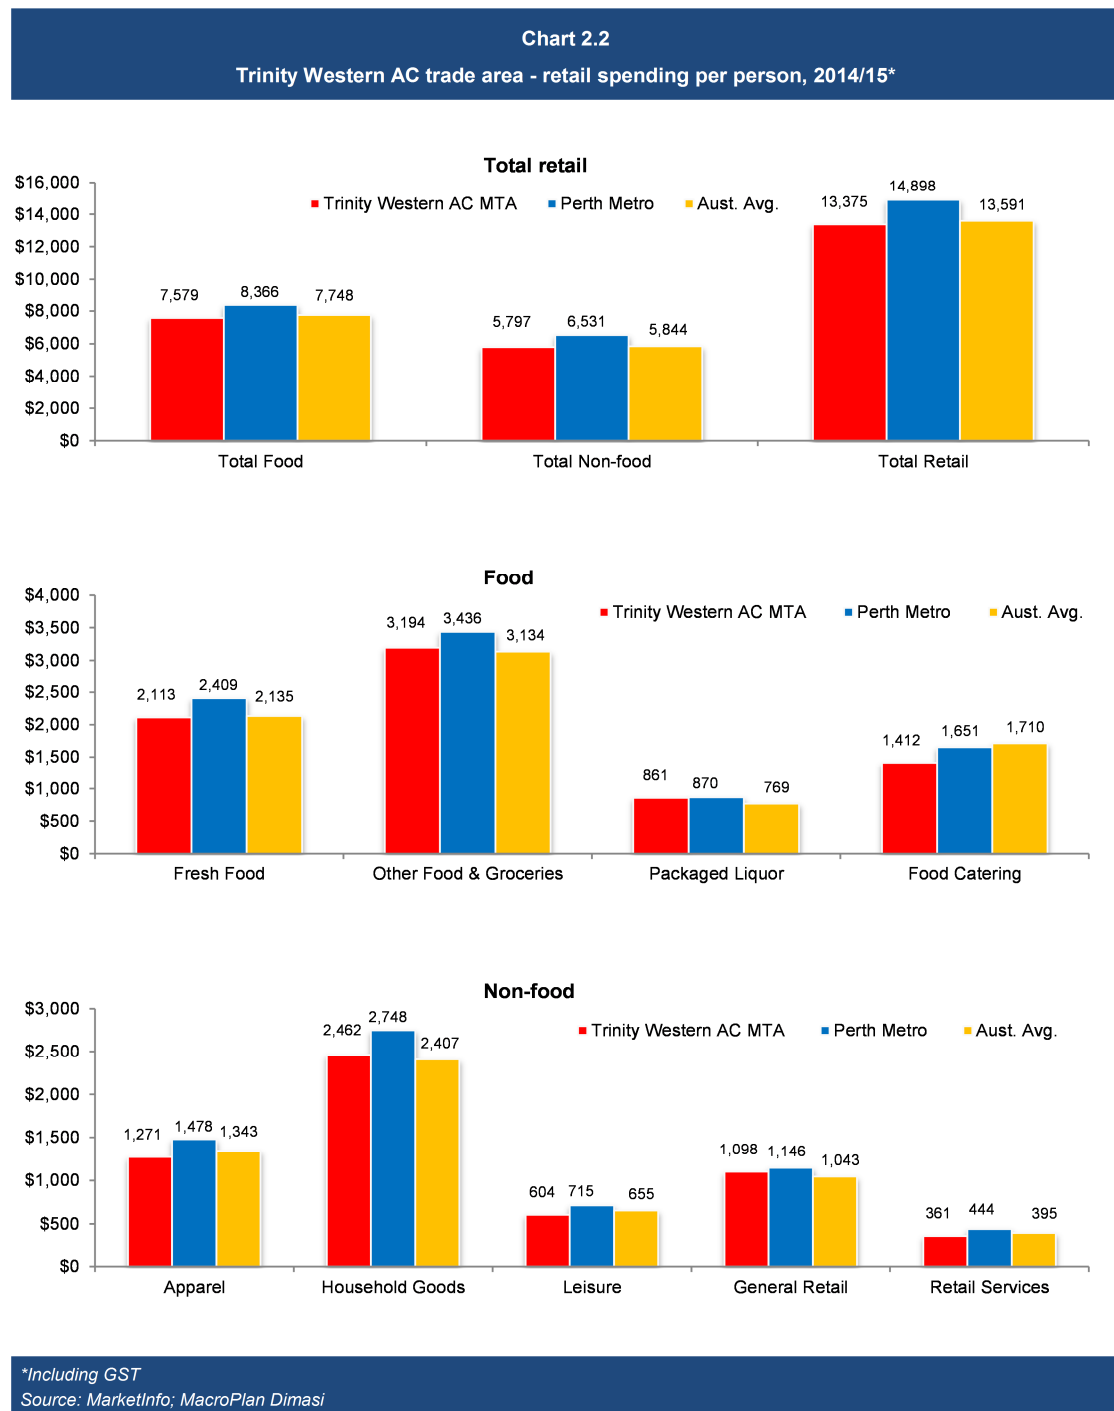 Chart 2.2
Trinity Western AC trade area - retail spending per person, 2014/15*
Total retail
Trinity Western AC MTA Perth Metro Aust. Avg.
$16,000
$14,000
$12,000
$10,000
$8,000
$6,000
$4,000
$2,000
$0
7,579 8,366 7,748
5,797 6,531 5,844
13,375 14,898 13,591
Total Food Total Non-food Total Retail
Food
Trinity Western AC MTA Perth Metro Aust. Avg.
$4,000
$3,500
$3,000
$2,500
$2,000
$1,500
$1,000
$500
$0
2,113 2,409 2,135
3,194 3,436 3,134
861 870 769
1,412 1,651 1,710
Fresh Food Other Food & Groceries Packaged Liquor Food Catering
Non-food
Trinity Western AC MTA Perth Metro Aust. Avg.
$3,000
$2,500
$2,000
$1,500
$1,000
$500
$0
1,271 1,478 1,343
2,462 2,748 2,407
604 715 655
1,098 1,146 1,043
361 444 395
Apparel Household Goods Leisure General Retail Retail Services
*Including GST
Source: MarketInfo; MacroPlan Dimasi